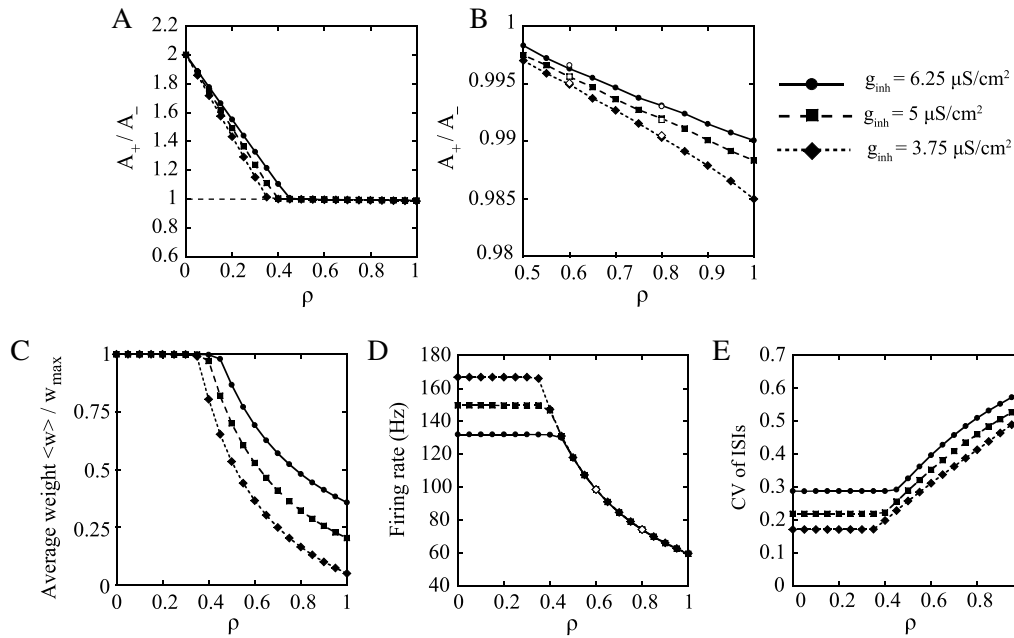 A
2.2
2
1.8
1.6
1.4
1.2
1
0.8
0.6
A+ / A−
0 0.2 0.4 0.6 0.8 1
ρ
B
1
0.995
0.99
0.985
0.98
A+ / A−
0.5 0.6 0.7 0.8 0.9 1
ρ
g_inh = 6.25 µS/cm²
g_inh = 5 µS/cm²
g_inh = 3.75 µS/cm²
C
1
0.75
0.5
0.25
0
Average weight <w> / w_max
0 0.2 0.4 0.6 0.8 1
ρ
D
180
160
140
120
100
80
60
40
Firing rate (Hz)
0 0.2 0.4 0.6 0.8 1
ρ
E
0.7
0.6
0.5
0.4
0.3
0.2
0.1
0
CV of ISIs
0 0.2 0.4 0.6 0.8
ρ